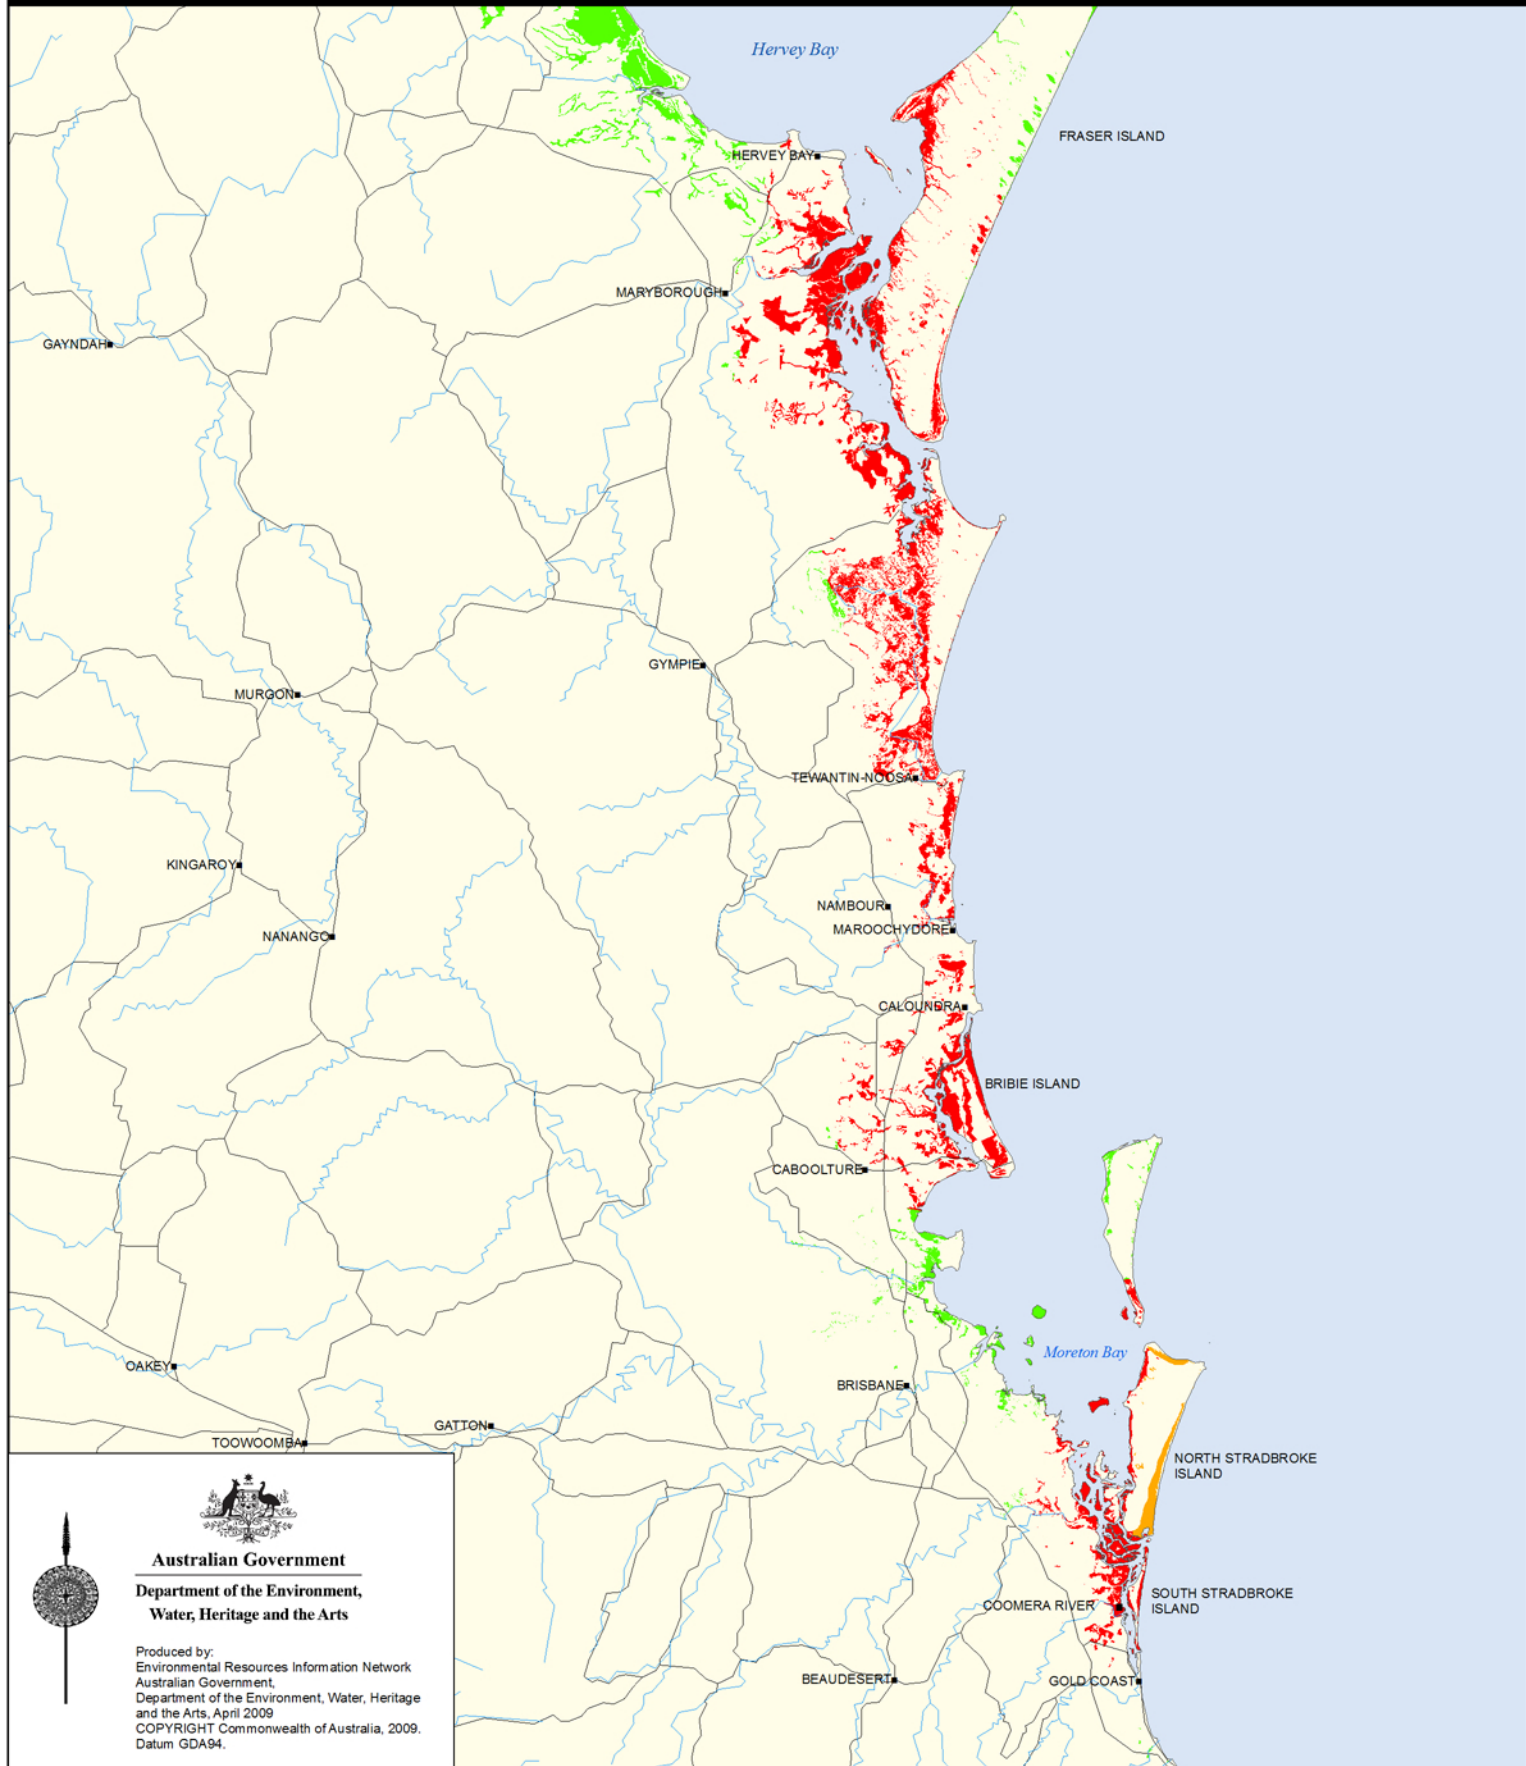 Hervey Bay
FRASER ISLAND
HERVEY BAY
MARYBOROUGH
GAYNDAH
GYMPIE
MURGON
TEWANTIN-NOOSA
KINGAROY
NAMBOUR
MAROOCHYDORE
NANANGO
CALOUNDRA
BRIBIE ISLAND
CABOOLTURE
Moreton Bay
OAKEY
BRISBANE
GATTON
TOOWOOMBA
NORTH STRADBROKE
ISLAND
SOUTH STRADBROKE
ISLAND
COOMERA RIVER
BEAUDESERT
GOLD COAST
Australian Government
Department of the Environment,
Water, Heritage and the Arts
Produced by:
Environmental Resources Information Network
Australian Government,
Department of the Environment, Water, Heritage
and the Arts, April 2009
COPYRIGHT Commonwealth of Australia, 2009.
Datum GDA94.